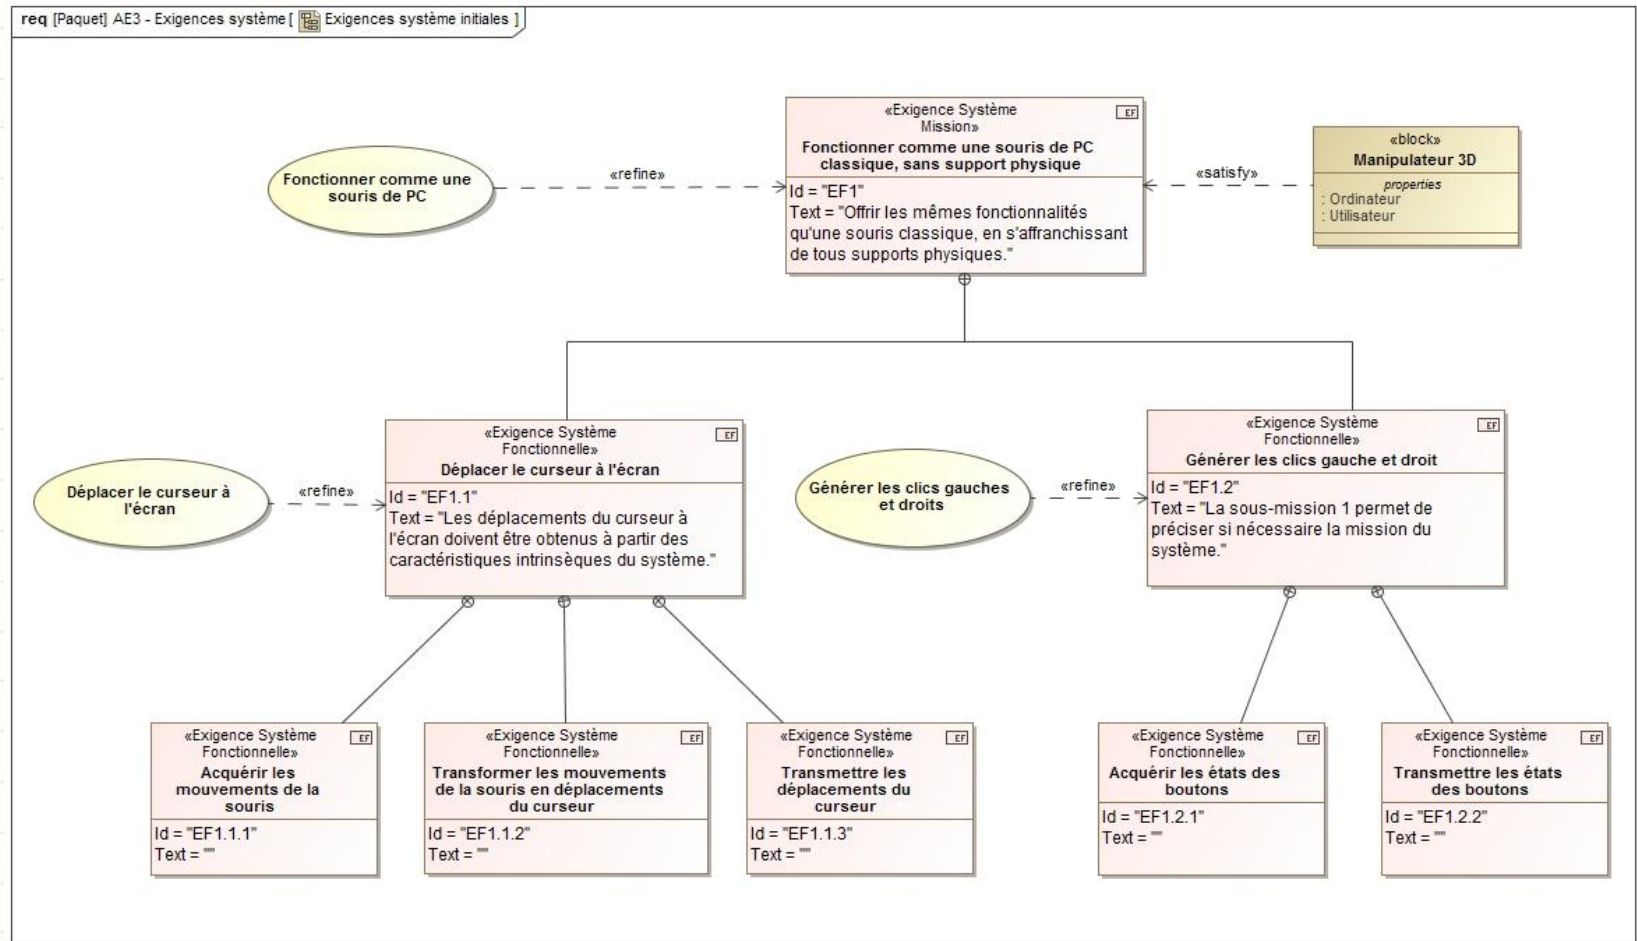 req [Paquet] AE3 - Exigences système [ Exigences système initiales ]
«Exigence Système
Mission»
EF
Fonctionner comme une souris de PC
classique, sans support physique
Id = "EF1"
Text = "Offrir les mêmes fonctionnalités
qu'une souris classique, en s'affranchissant
de tous supports physiques."
Fonctionner comme une
souris de PC
«refine»
«satisfy»
«block»
Manipulateur 3D
properties
: Ordinateur
: Utilisateur
«Exigence Système
Fonctionnelle»
EF
Déplacer le curseur à l'écran
Id = "EF1.1"
Text = "Les déplacements du curseur à
l'écran doivent être obtenus à partir des
caractéristiques intrinsèques du système."
Déplacer le curseur à
l'écran
«refine»
«Exigence Système
Fonctionnelle»
EF
Générer les clics gauche et droit
Id = "EF1.2"
Text = "La sous-mission 1 permet de
préciser si nécessaire la mission du
système."
Générer les clics gauches
et droits
«refine»
«Exigence Système
Fonctionnelle»
EF
Acquérir les
mouvements de la
souris
Id = "EF1.1.1"
Text = ""
«Exigence Système
Fonctionnelle»
EF
Transformer les mouvements
de la souris en déplacements
du curseur
Id = "EF1.1.2"
Text = ""
«Exigence Système
Fonctionnelle»
EF
Transmettre les
déplacements du
curseur
Id = "EF1.1.3"
Text = ""
«Exigence Système
Fonctionnelle»
EF
Acquérir les états des
boutons
Id = "EF1.2.1"
Text = ""
«Exigence Système
Fonctionnelle»
EF
Transmettre les états
des boutons
Id = "EF1.2.2"
Text = ""